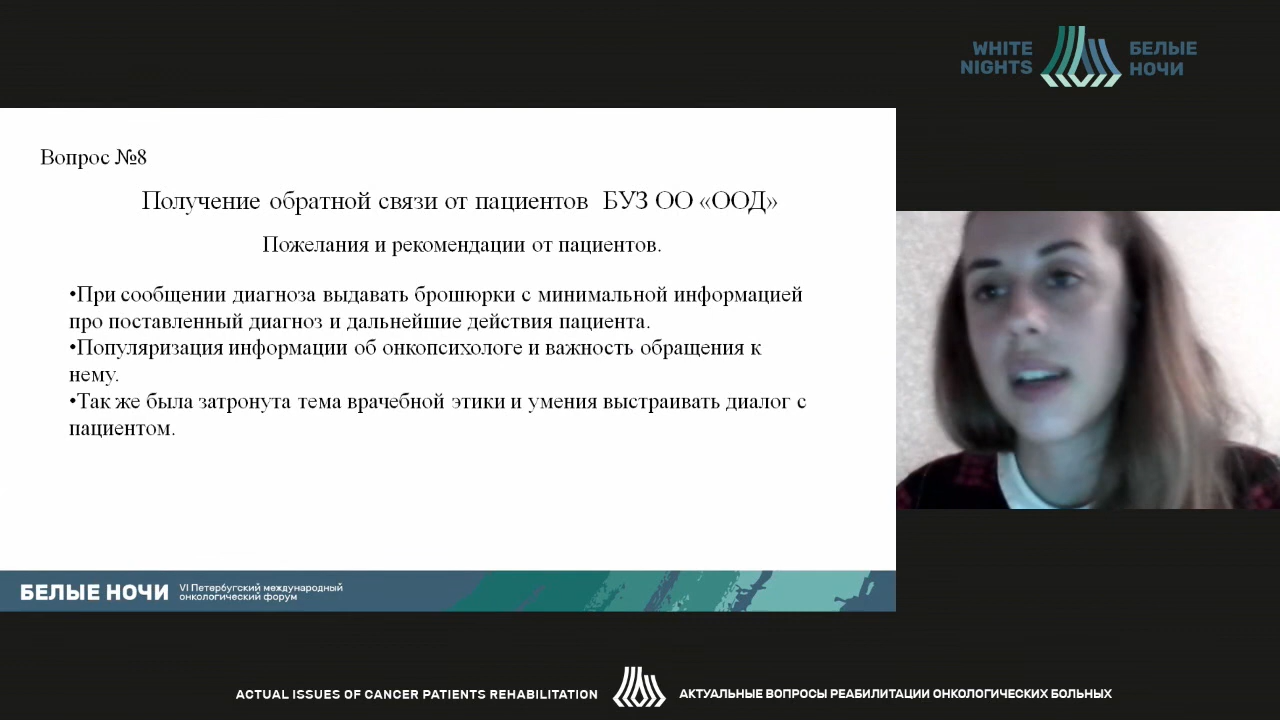 WHITE
NIGHTS
БЕЛЫЕ
НОЧИ
Вопрос №8
Получение обратной связи от пациентов БУЗ ОО «ООД»
Пожелания и рекомендации от пациентов.
•При сообщении диагноза выдавать брошюрки с минимальной информацией
про поставленный диагноз и дальнейшие действия пациента.
•Популяризация информации об онкопсихологе и важность обращения к
нему.
•Так же была затронута тема врачебной этики и умения выстраивать диалог с
пациентом.
БЕЛЫЕ НОЧИ
VI Петербугский международный
онкологический форум
ACTUAL ISSUES OF CANCER PATIENTS REHABILITATION
АКТУАЛЬНЫЕ ВОПРОСЫ РЕАБИЛИТАЦИИ ОНКОЛОГИЧЕСКИХ БОЛЬНЫХ